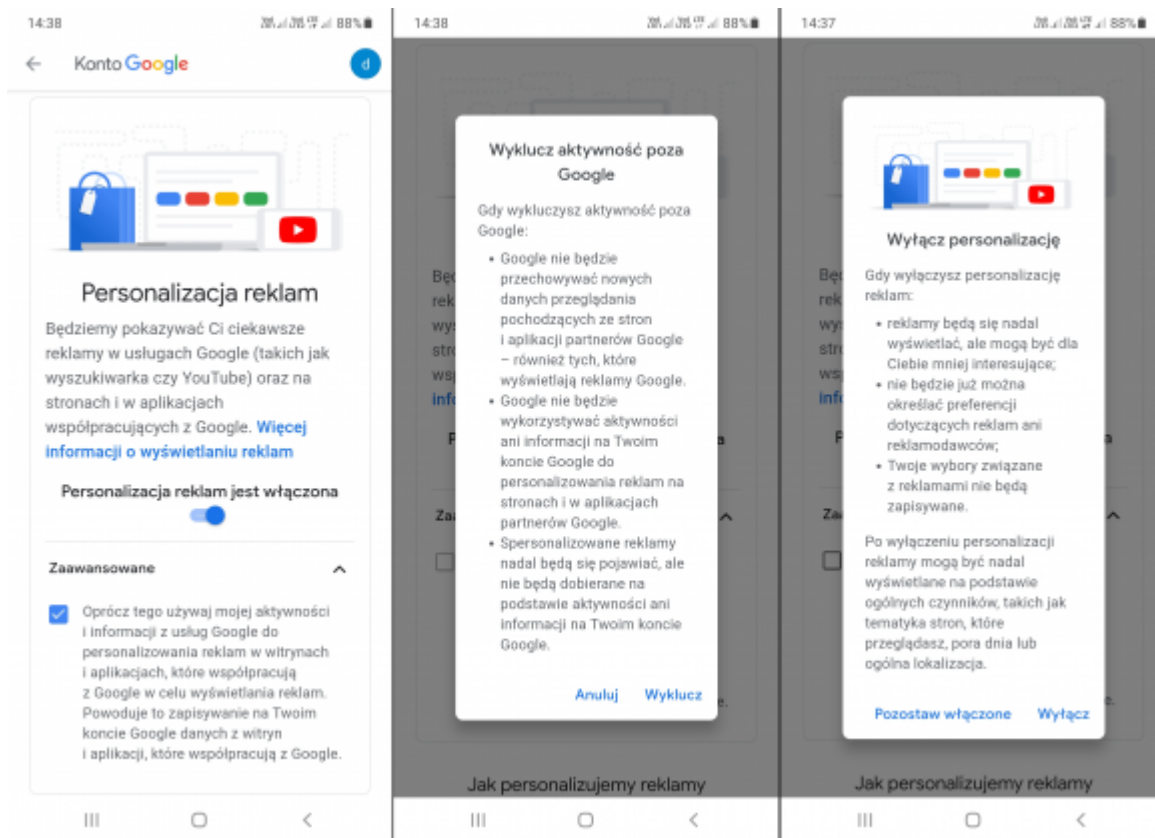 14:38
88%
Konto Google
d
Personalizacja reklam
Będziemy pokazywać Ci ciekawsze
reklamy w usługach Google (takich jak
wyszukiwarka czy YouTube) oraz na
stronach i w aplikacjach
współpracujących z Google. Więcej
informacji o wyświetlaniu reklam
Personalizacja reklam jest włączona
Zaawansowane
Oprócz tego używaj mojej aktywności
i informacji z usług Google do
personalizowania reklam w witrynach
i aplikacjach, które współpracują
z Google w celu wyświetlania reklam.
Powoduje to zapisywanie na Twoim
koncie Google danych z witryn
i aplikacji, które współpracują z Google.
14:38
88%
Wyklucz aktywność poza
Google
Gdy wykluczysz aktywność poza
Google:
• Google nie będzie
przechowywać nowych
danych przeglądania
pochodzących ze stron
i aplikacji partnerów Google
– również tych, które
wyświetlają reklamy Google.
• Google nie będzie
wykorzystywać aktywności
ani informacji na Twoim
koncie Google do
personalizowania reklam na
stronach i w aplikacjach
partnerów Google.
• Spersonalizowane reklamy
nadal będą się pojawiać, ale
nie będą dobierane na
podstawie aktywności ani
informacji na Twoim koncie
Google.
Anuluj Wyklucz
Jak personalizujemy reklamy
14:37
88%
Wyłącz personalizację
Gdy wyłączysz personalizację
reklam:
• reklamy będą się nadal
wyświetlać, ale mogą być dla
Ciebie mniej interesujące;
• nie będzie już można
określać preferencji
dotyczących reklam ani
reklamodawców;
• Twoje wybory związane
z reklamami nie będą
zapisywane.
Po wyłączeniu personalizacji
reklamy mogą być nadal
wyświetlane na podstawie
ogólnych czynników, takich jak
tematyka stron, które
przeglądasz, pora dnia lub
ogólna lokalizacja.
Pozostaw włączone Wyłącz
Jak personalizujemy reklamy